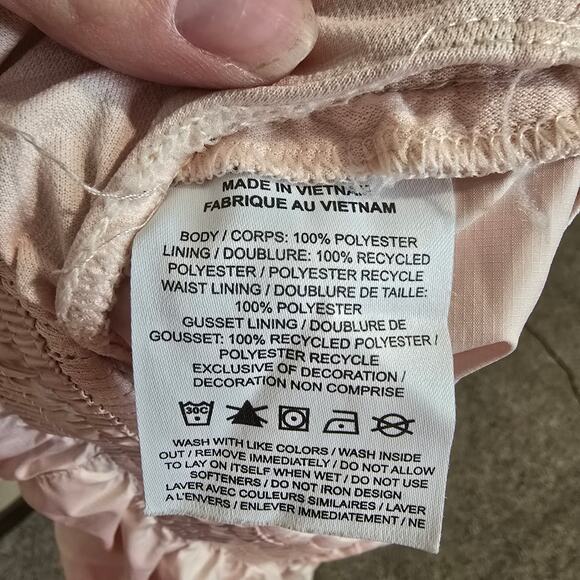 MADE IN VIETNAM
FABRIQUE AU VIETNAM
BODY / CORPS: 100% POLYESTER
LINING / DOUBLURE: 100% RECYCLED
POLYESTER / POLYESTER RECYCLE
WAIST LINING / DOUBLURE DE TAILLE:
100% POLYESTER
GUSSET LINING / DOUBLURE DE
GOUSSET: 100% RECYCLED POLYESTER /
POLYESTER RECYCLE
EXCLUSIVE OF DECORATION /
DECORATION NON COMPRISE
30C
WASH WITH LIKE COLORS / WASH INSIDE
OUT / REMOVE IMMEDIATELY / DO NOT ALLOW
TO LAY ON ITSELF WHEN WET / DO NOT USE
SOFTENERS / DO NOT IRON DESIGN
LAVER AVEC COULEURS SIMILAIRES / LAVER
A L'ENVERS / ENLEVER IMMEDIATEMENT / NE